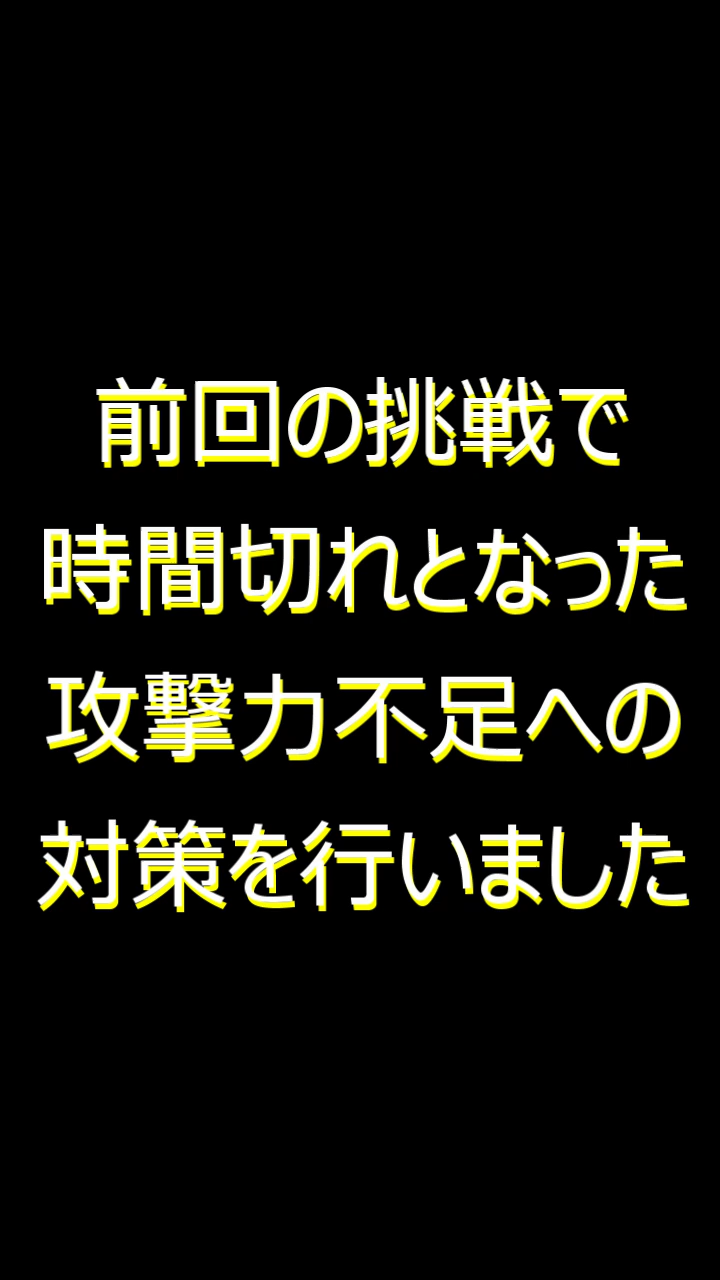 前回の挑戦で
時間切れとなった
攻撃力不足への
対策を行いました